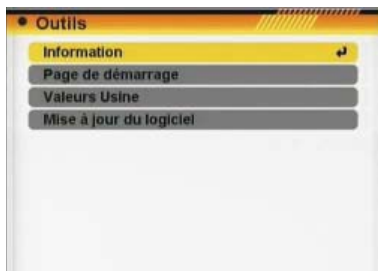 Outils
Information
Page de démarrage
Valeurs Usine
Mise à jour du logiciel